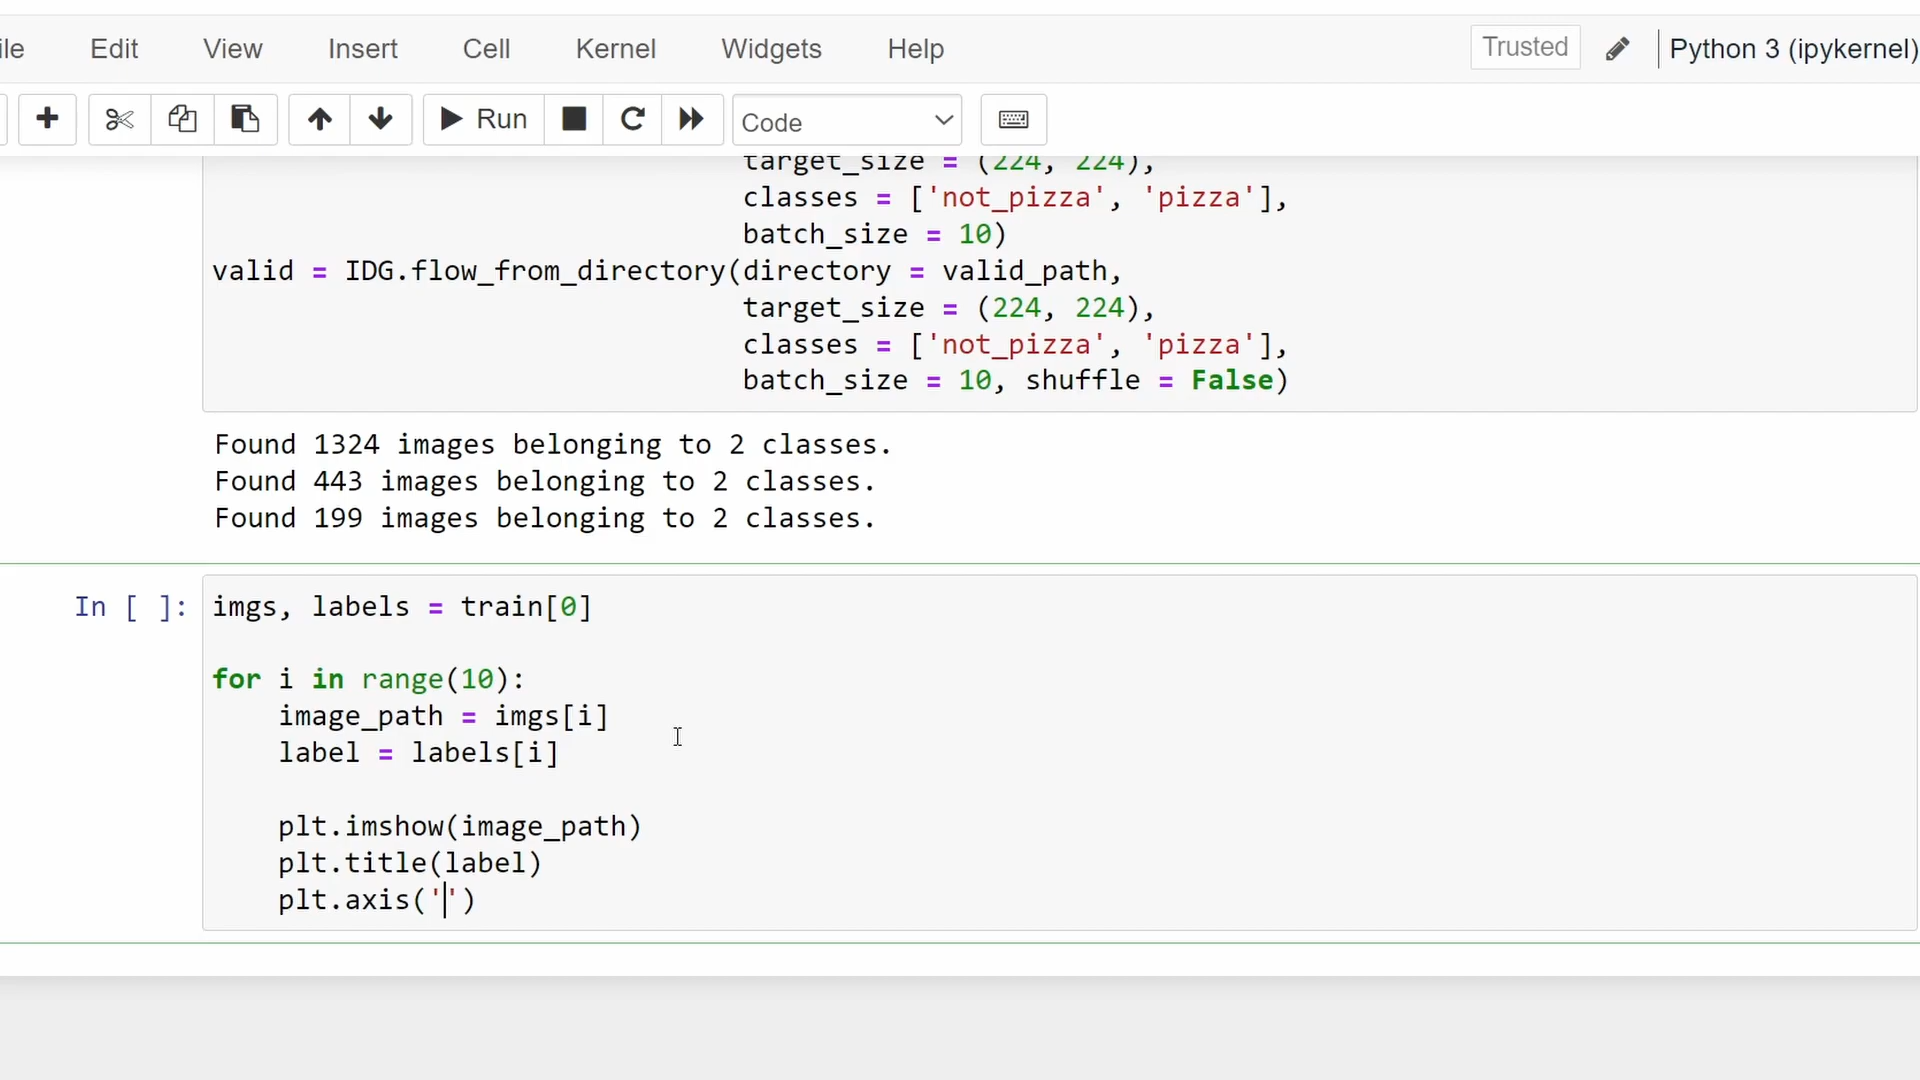 ile Edit View Insert Cell Kernel Widgets Help Trusted Python 3 (ipykernel)
Run Code
target_size = (224, 224),
classes = ['not_pizza', 'pizza'],
batch_size = 10)
valid = IDG.flow_from_directory(directory = valid_path,
target_size = (224, 224),
classes = ['not_pizza', 'pizza'],
batch_size = 10, shuffle = False)
Found 1324 images belonging to 2 classes.
Found 443 images belonging to 2 classes.
Found 199 images belonging to 2 classes.
In [ ]: imgs, labels = train[0]
for i in range(10):
image_path = imgs[i]
label = labels[i]
plt.imshow(image_path)
plt.title(label)
plt.axis('')